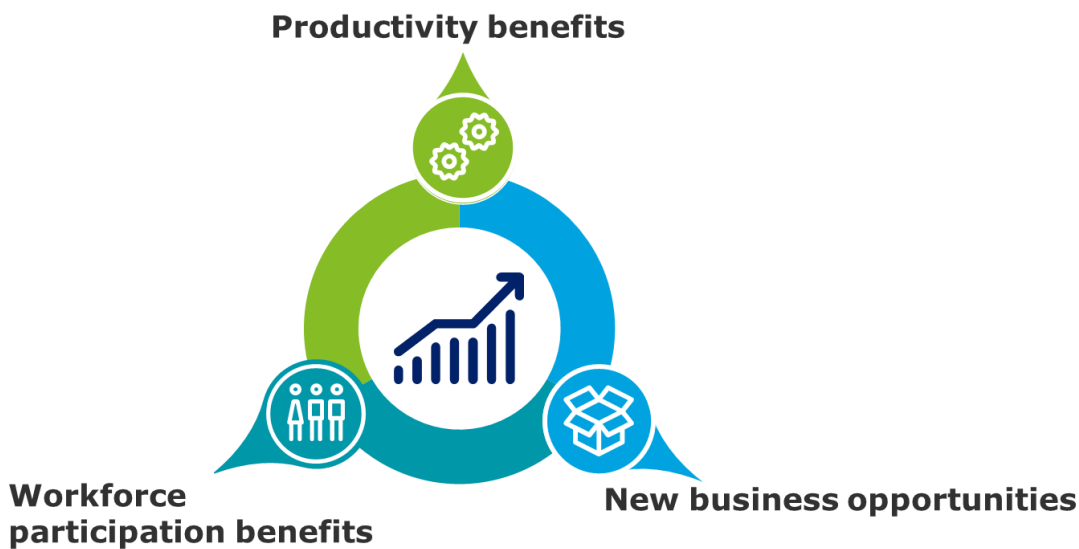 Productivity benefits
Workforce
participation benefits
New business opportunities